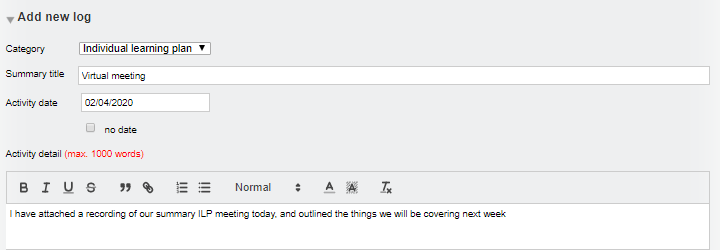 Add new log
Category Individual learning plan
Summary title Virtual meeting
Activity date 02/04/2020
no date
Activity detail (max. 1000 words)
B I U S Normal A A Tx
I have attached a recording of our summary ILP meeting today, and outlined the things we will be covering next week